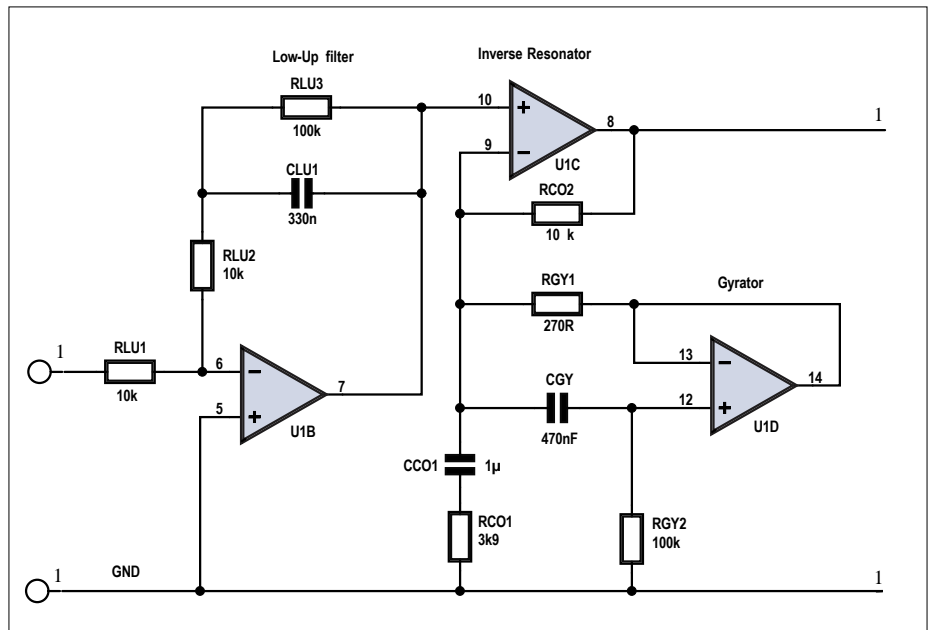 Low-Up filter
Inverse Resonator
RLU3
100k
10
+
8
1
9
−
U1C
CLU1
330n
RCO2
10 k
RLU2
10k
RGY1
270R
Gyrator
1
RLU1
10k
6
−
7
5
+
U1B
13
−
14
12
+
U1D
CGY
470nF
CCO1
1µ
RCO1
3k9
RGY2
100k
1
GND
1